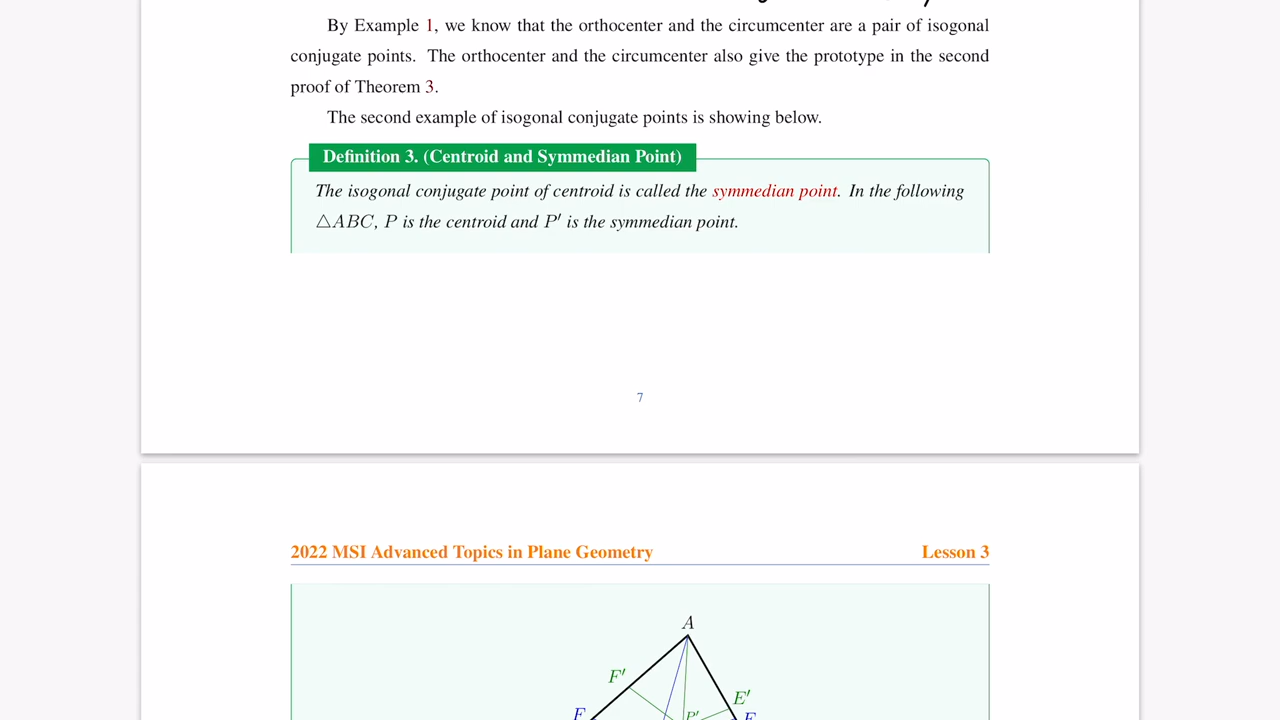 By Example 1, we know that the orthocenter and the circumcenter are a pair of isogonal
conjugate points. The orthocenter and the circumcenter also give the prototype in the second
proof of Theorem 3.
The second example of isogonal conjugate points is showing below.
Definition 3. (Centroid and Symmedian Point)
The isogonal conjugate point of centroid is called the symmedian point. In the following
△ABC, P is the centroid and P′ is the symmedian point.
7
2022 MSI Advanced Topics in Plane Geometry Lesson 3
A
F′
E′
F E
P′